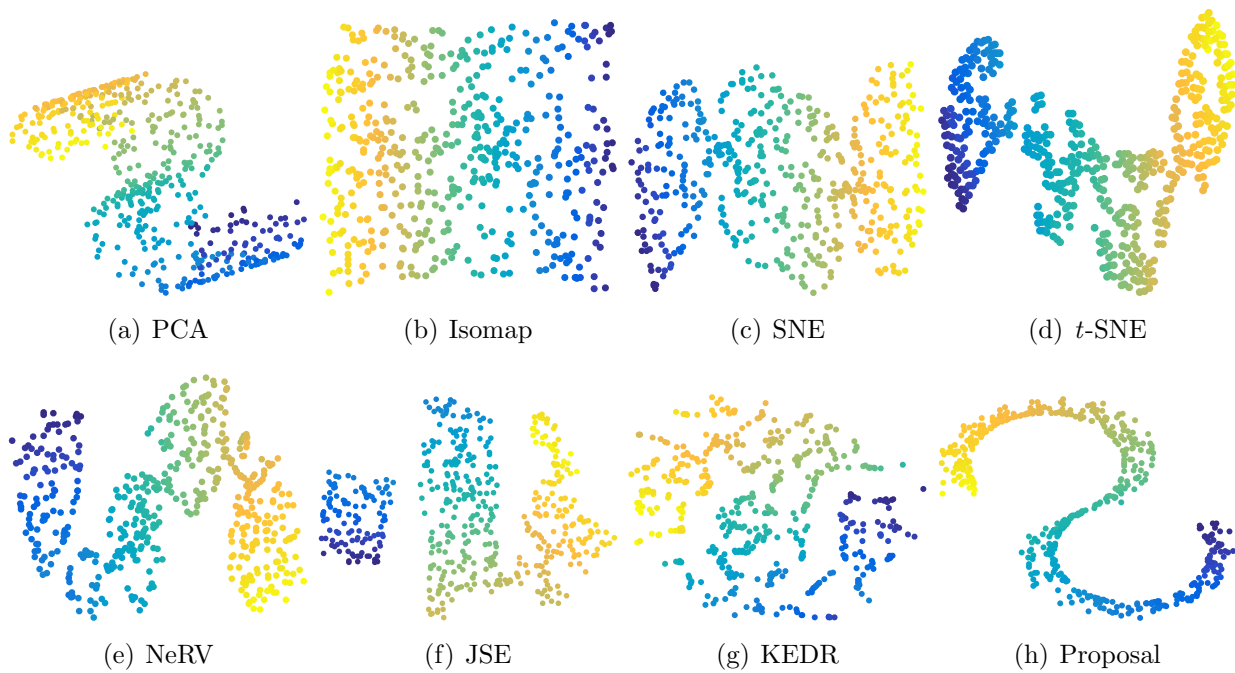 (a) PCA
(b) Isomap
(c) SNE
(d) t-SNE
(e) NeRV
(f) JSE
(g) KEDR
(h) Proposal